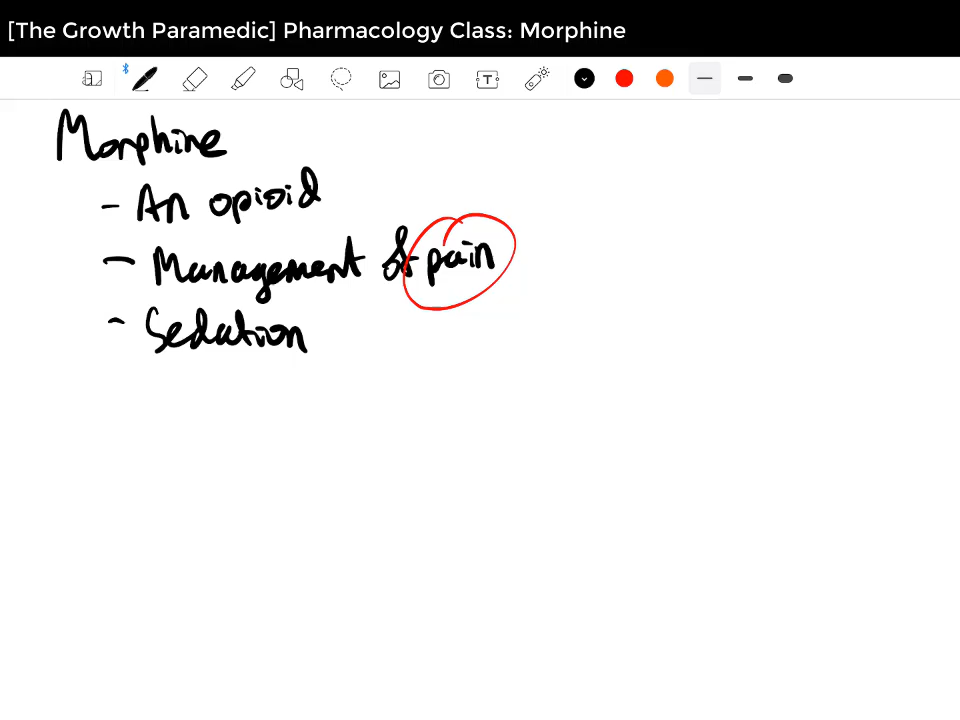 [The Growth Paramedic] Pharmacology Class: Morphine
Morphine
- An opioid
- Management of pain
- Sedation